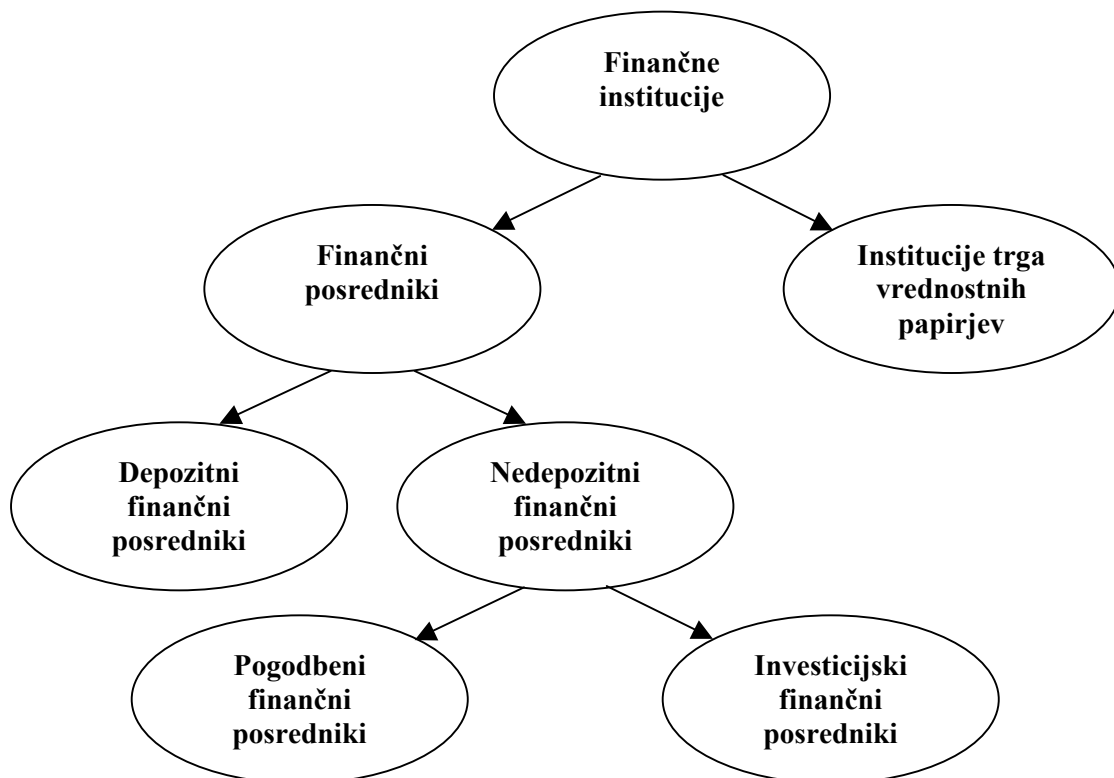 Finančne
institucije
Finančni
posredniki
Institucije trga
vrednostnih
papirjev
Depozitni
finančni
posredniki
Nedepozitni
finančni
posredniki
Pogodbeni
finančni
posredniki
Investicijski
finančni
posredniki